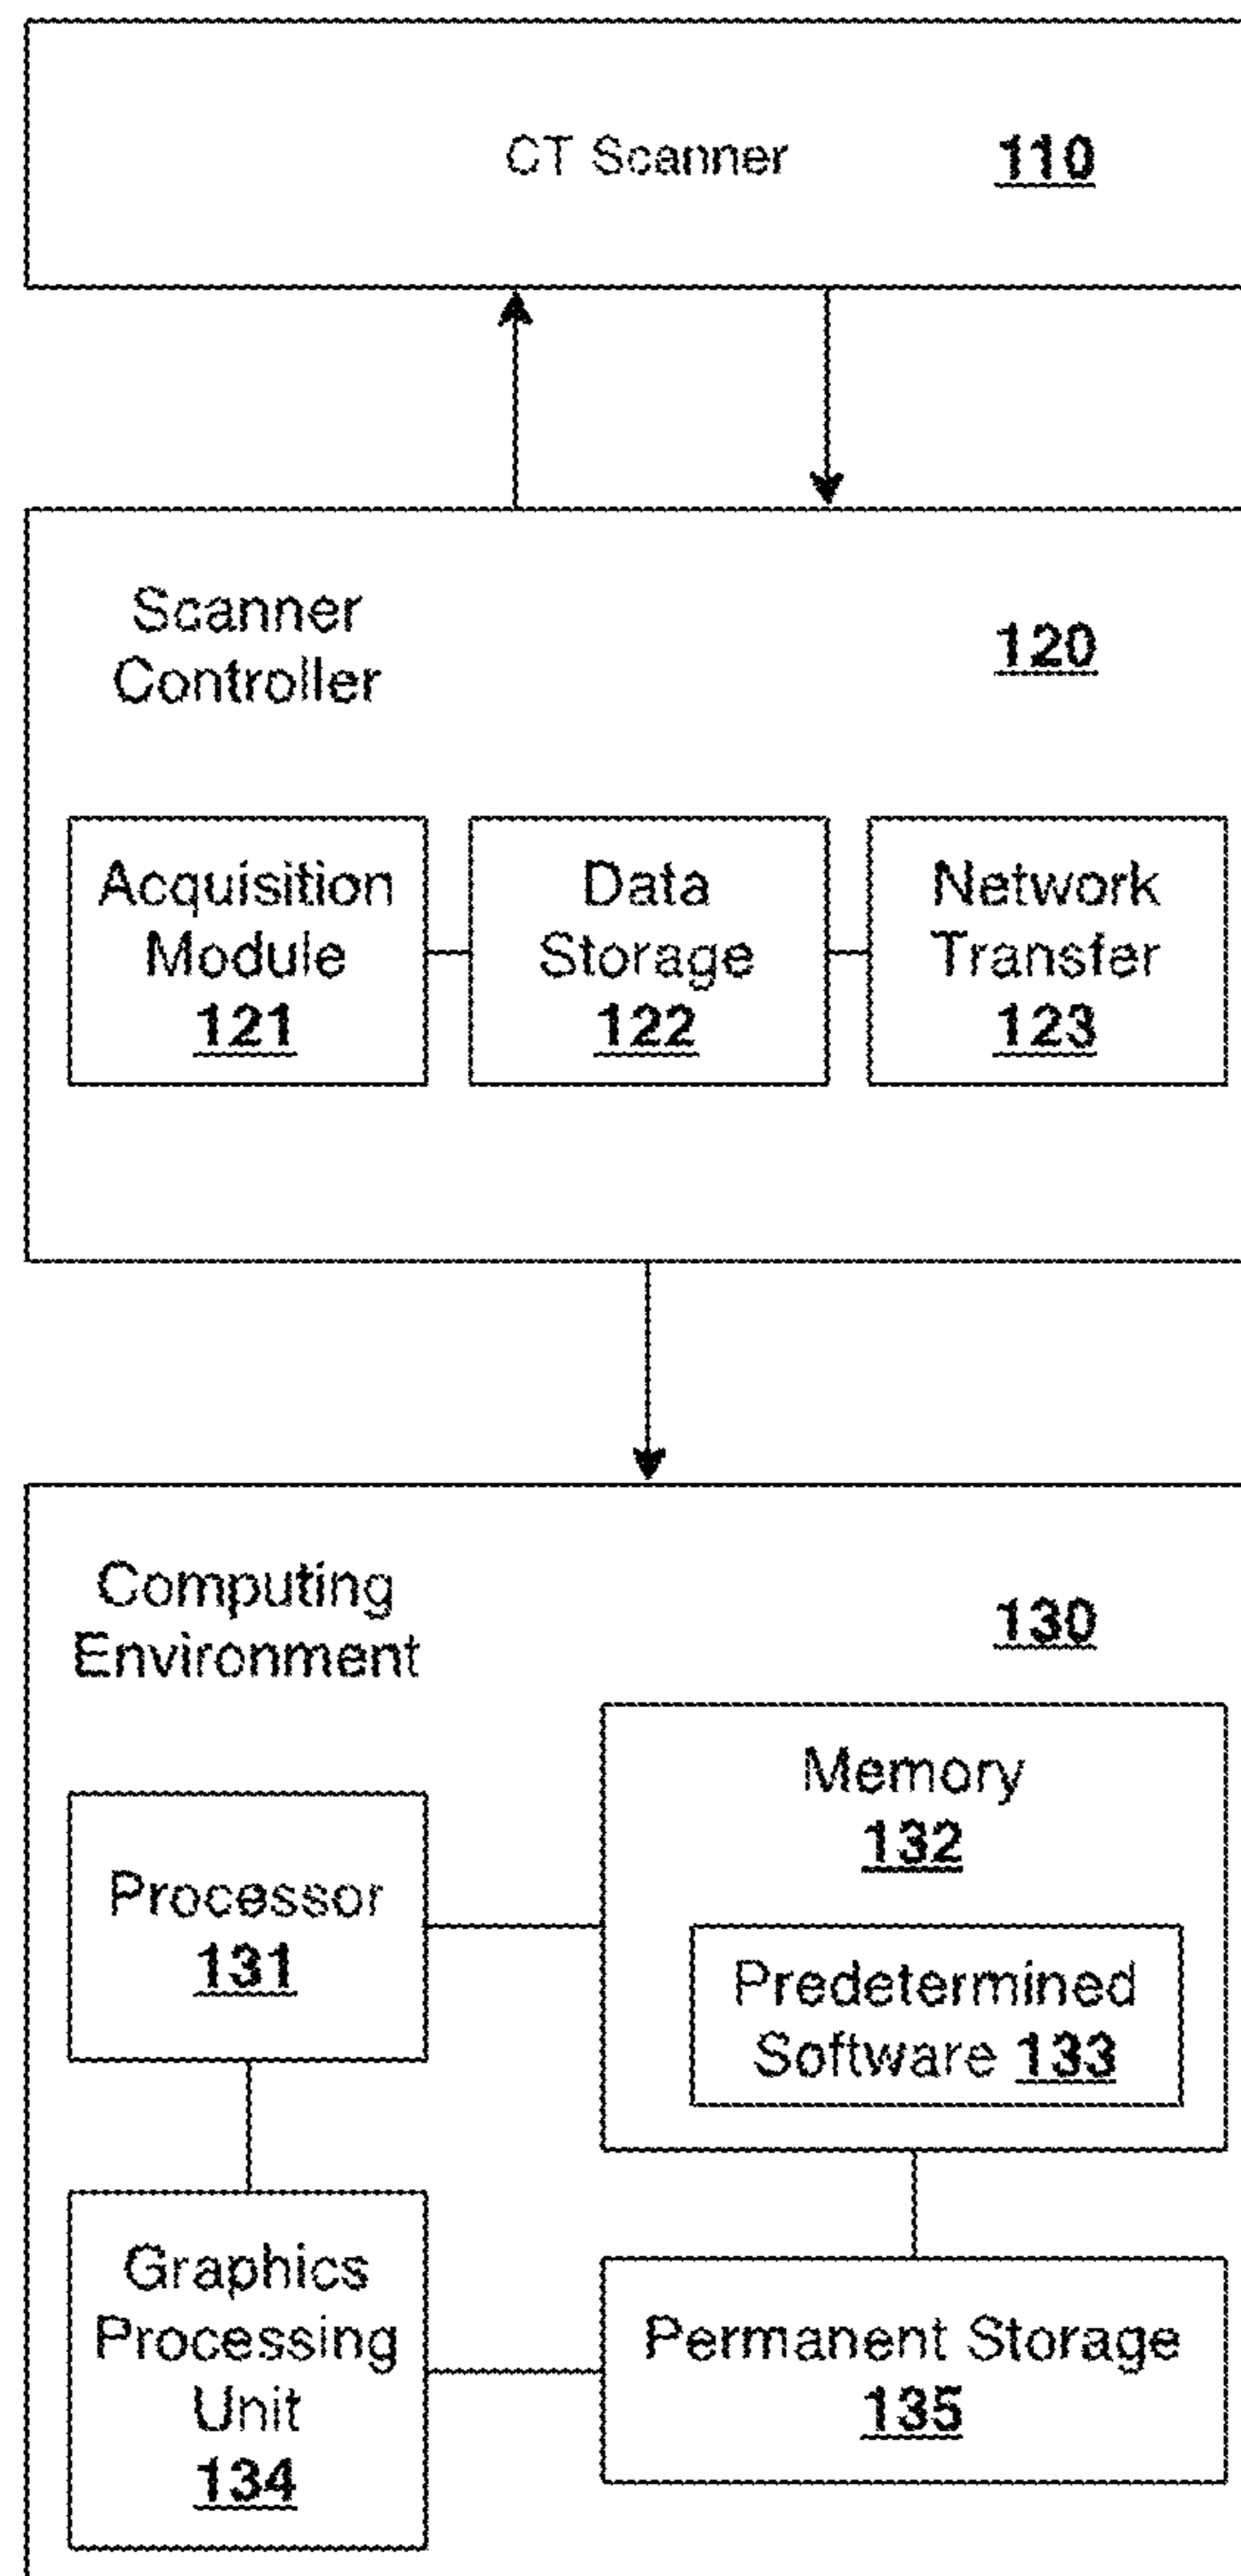 CT Scanner 110
Scanner
Controller
120
Acquisition
Module
121
Data
Storage
122
Network
Transfer
123
Computing
Environment
130
Memory
132
Processor
131
Predetermined
Software 133
Graphics
Processing
Unit
134
Permanent Storage
135